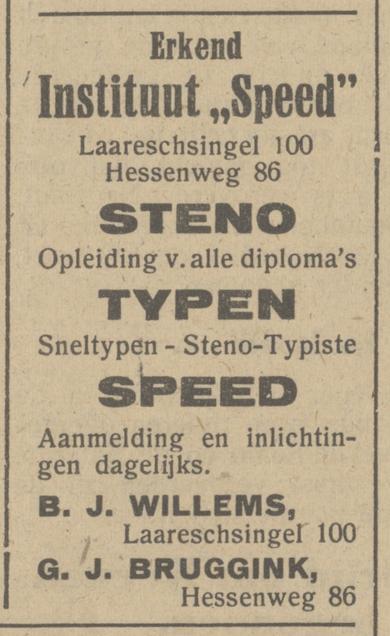 Erkend
Instituut „Speed”
Laareschsingel 100
Hessenweg 86
STENO
Opleiding v. alle diploma's
TYPEN
Sneltypen - Steno-Typiste
SPEED
Aanmelding en inlichtin-
gen dagelijks.
B. J. WILLEMS,
Laareschsingel 100
G. J. BRUGGINK,
Hessenweg 86